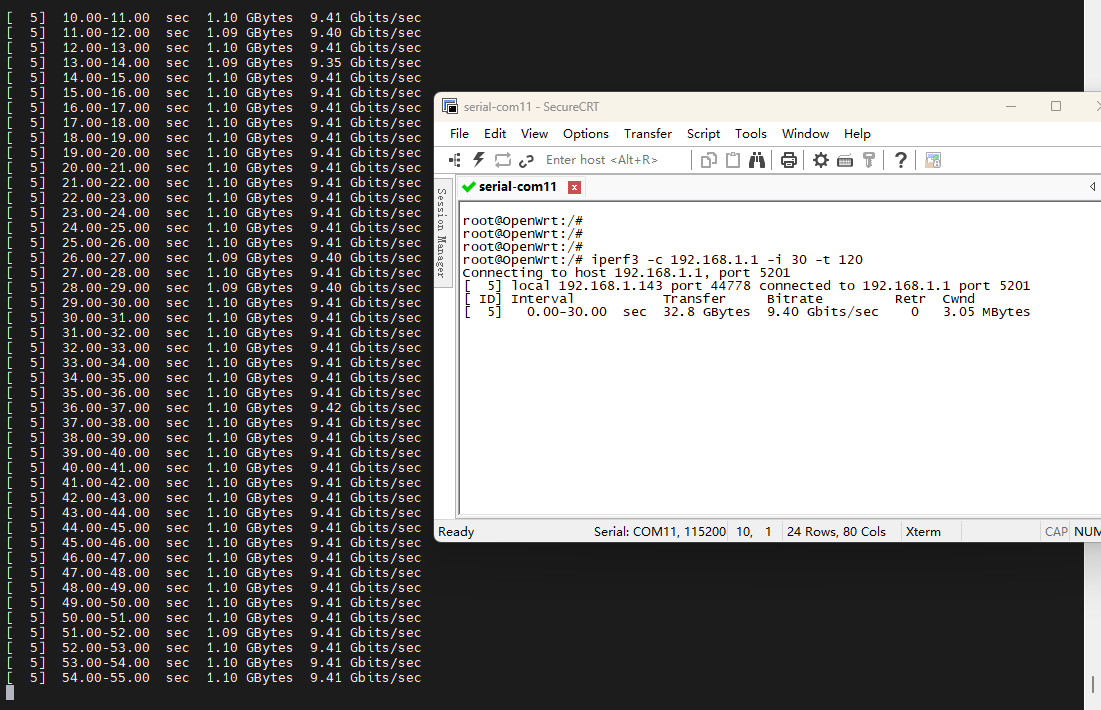 [  5]  10.00-11.00  sec  1.10 GBytes  9.41 Gbits/sec
[  5]  11.00-12.00  sec  1.09 GBytes  9.40 Gbits/sec
[  5]  12.00-13.00  sec  1.10 GBytes  9.41 Gbits/sec
[  5]  13.00-14.00  sec  1.09 GBytes  9.35 Gbits/sec
[  5]  14.00-15.00  sec  1.10 GBytes  9.41 Gbits/sec
[  5]  15.00-16.00  sec  1.10 GBytes  9.41 Gbits/sec
[  5]  16.00-17.00  sec  1.10 GBytes  9.41 Gbits/sec
[  5]  17.00-18.00  sec  1.10 GBytes  9.41 Gbits/sec
[  5]  18.00-19.00  sec  1.10 GBytes  9.41 Gbits/sec
[  5]  19.00-20.00  sec  1.10 GBytes  9.41 Gbits/sec
[  5]  20.00-21.00  sec  1.10 GBytes  9.41 Gbits/sec
[  5]  21.00-22.00  sec  1.10 GBytes  9.41 Gbits/sec
[  5]  22.00-23.00  sec  1.10 GBytes  9.41 Gbits/sec
[  5]  23.00-24.00  sec  1.10 GBytes  9.41 Gbits/sec
[  5]  24.00-25.00  sec  1.10 GBytes  9.41 Gbits/sec
[  5]  25.00-26.00  sec  1.10 GBytes  9.41 Gbits/sec
[  5]  26.00-27.00  sec  1.09 GBytes  9.40 Gbits/sec
[  5]  27.00-28.00  sec  1.10 GBytes  9.41 Gbits/sec
[  5]  28.00-29.00  sec  1.09 GBytes  9.40 Gbits/sec
[  5]  29.00-30.00  sec  1.10 GBytes  9.41 Gbits/sec
[  5]  30.00-31.00  sec  1.10 GBytes  9.41 Gbits/sec
[  5]  31.00-32.00  sec  1.10 GBytes  9.41 Gbits/sec
[  5]  32.00-33.00  sec  1.10 GBytes  9.41 Gbits/sec
[  5]  33.00-34.00  sec  1.10 GBytes  9.41 Gbits/sec
[  5]  34.00-35.00  sec  1.10 GBytes  9.41 Gbits/sec
[  5]  35.00-36.00  sec  1.10 GBytes  9.41 Gbits/sec
[  5]  36.00-37.00  sec  1.10 GBytes  9.42 Gbits/sec
[  5]  37.00-38.00  sec  1.10 GBytes  9.41 Gbits/sec
[  5]  38.00-39.00  sec  1.10 GBytes  9.41 Gbits/sec
[  5]  39.00-40.00  sec  1.10 GBytes  9.41 Gbits/sec
[  5]  40.00-41.00  sec  1.10 GBytes  9.41 Gbits/sec
[  5]  41.00-42.00  sec  1.10 GBytes  9.41 Gbits/sec
[  5]  42.00-43.00  sec  1.10 GBytes  9.41 Gbits/sec
[  5]  43.00-44.00  sec  1.10 GBytes  9.41 Gbits/sec
[  5]  44.00-45.00  sec  1.10 GBytes  9.41 Gbits/sec
[  5]  45.00-46.00  sec  1.10 GBytes  9.41 Gbits/sec
[  5]  46.00-47.00  sec  1.10 GBytes  9.41 Gbits/sec
[  5]  47.00-48.00  sec  1.10 GBytes  9.41 Gbits/sec
[  5]  48.00-49.00  sec  1.10 GBytes  9.41 Gbits/sec
[  5]  49.00-50.00  sec  1.10 GBytes  9.41 Gbits/sec
[  5]  50.00-51.00  sec  1.10 GBytes  9.41 Gbits/sec
[  5]  51.00-52.00  sec  1.09 GBytes  9.41 Gbits/sec
[  5]  52.00-53.00  sec  1.10 GBytes  9.41 Gbits/sec
[  5]  53.00-54.00  sec  1.10 GBytes  9.41 Gbits/sec
[  5]  54.00-55.00  sec  1.10 GBytes  9.41 Gbits/sec
serial-com11 - SecureCRT
File Edit View Options Transfer Script Tools Window Help
Enter host <Alt+R>
Session Manager
serial-com11
root@OpenWrt:/#
root@OpenWrt:/#
root@OpenWrt:/#
root@OpenWrt:/# iperf3 -c 192.168.1.1 -i 30 -t 120
Connecting to host 192.168.1.1, port 5201
[  5] local 192.168.1.143 port 44778 connected to 192.168.1.1 port 5201
[ ID] Interval           Transfer     Bitrate         Retr  Cwnd
[  5]   0.00-30.00  sec  32.8 GBytes  9.40 Gbits/sec    0   3.05 MBytes
Ready Serial: COM11, 115200 10, 1 24 Rows, 80 Cols Xterm CAP NUM